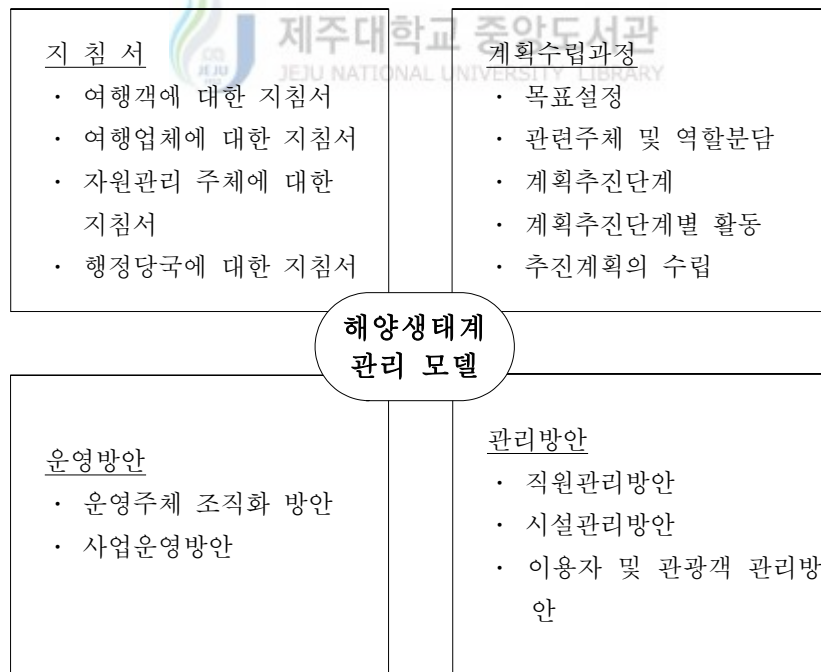 제주대학교 중앙도서관
JEJU NATIONAL UNIVERSITY LIBRARY
JEJU
1952
지 침 서
· 여행객에 대한 지침서
· 여행업체에 대한 지침서
· 자원관리 주체에 대한
지침서
· 행정당국에 대한 지침서
계획수립과정
· 목표설정
· 관련주체 및 역할분담
· 계획추진단계
· 계획추진단계별 활동
· 추진계획의 수립
해양생태계
관리 모델
운영방안
· 운영주체 조직화 방안
· 사업운영방안
관리방안
· 직원관리방안
· 시설관리방안
· 이용자 및 관광객 관리방
안